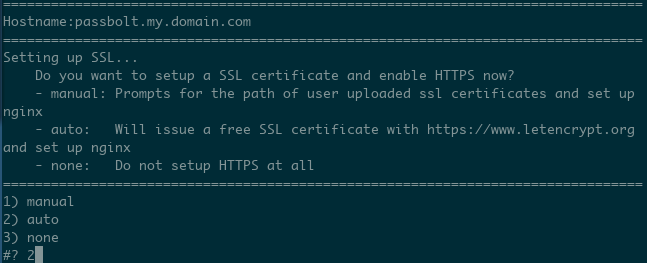 ================================================================================
Hostname:passbolt.my.domain.com
================================================================================
Setting up SSL...
    Do you want to setup a SSL certificate and enable HTTPS now?
    - manual: Prompts for the path of user uploaded ssl certificates and set up
nginx
    - auto:   Will issue a free SSL certificate with https://www.letencrypt.org
and set up nginx
    - none:   Do not setup HTTPS at all
================================================================================
1) manual
2) auto
3) none
#? 2